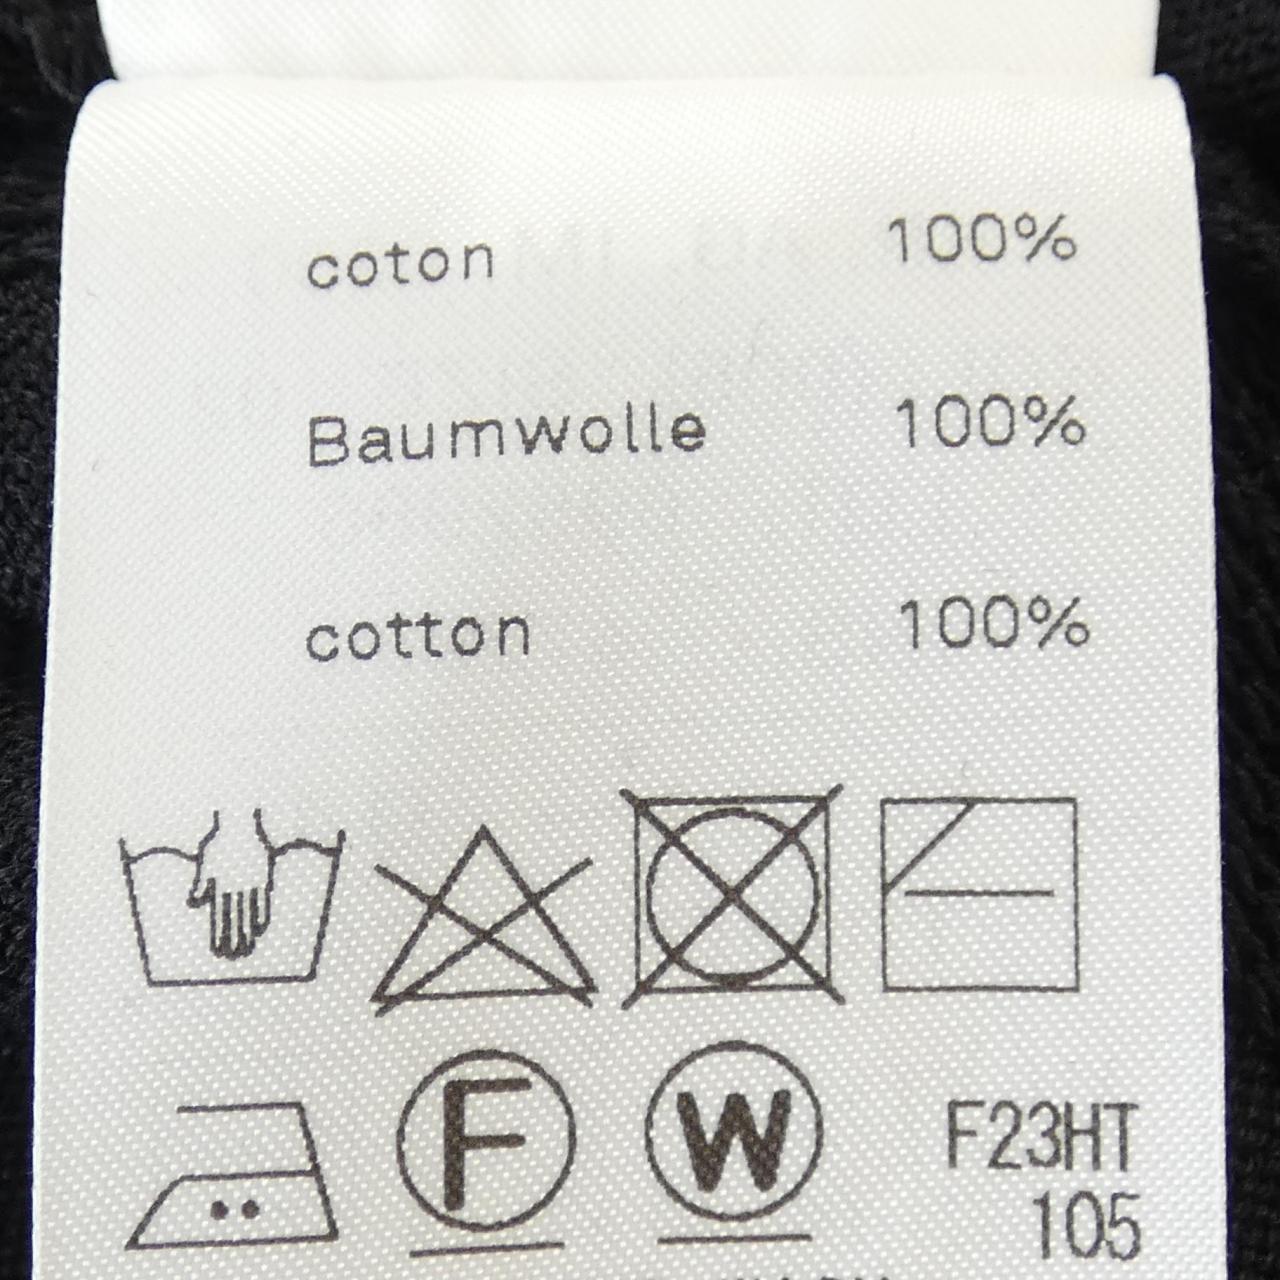 coton 100%
Baumwolle 100%
cotton 100%
F W F23HT
105